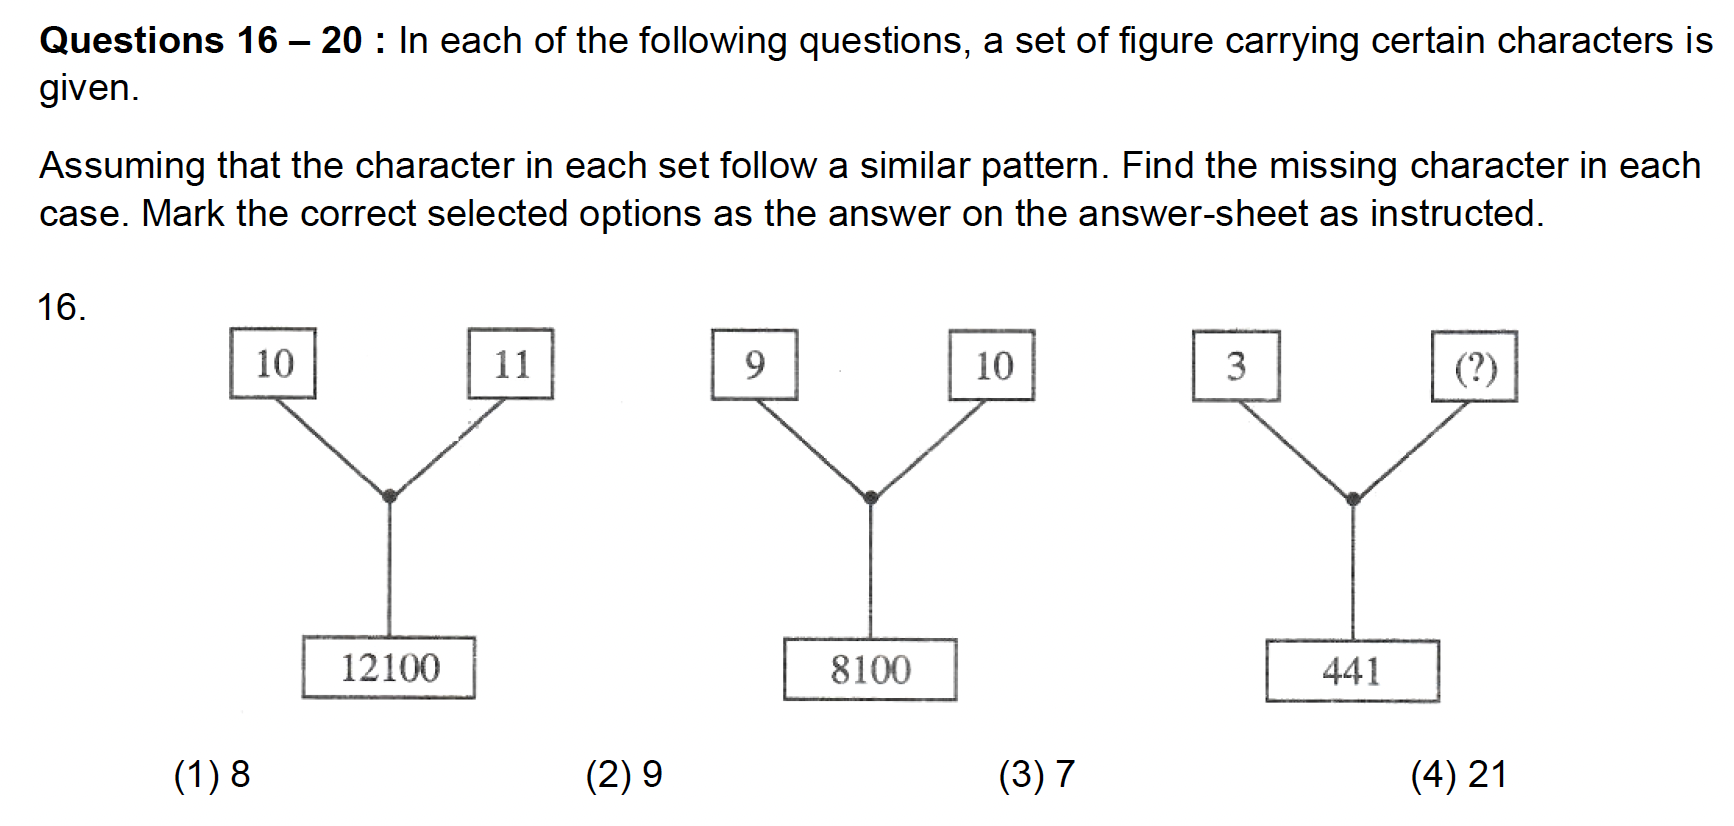 Questions 16 – 20 : In each of the following questions, a set of figure carrying certain characters is
given.
Assuming that the character in each set follow a similar pattern. Find the missing character in each
case. Mark the correct selected options as the answer on the answer-sheet as instructed.
16.
10 11 9 10 3 (?)
12100 8100 441
(1) 8 (2) 9 (3) 7 (4) 21